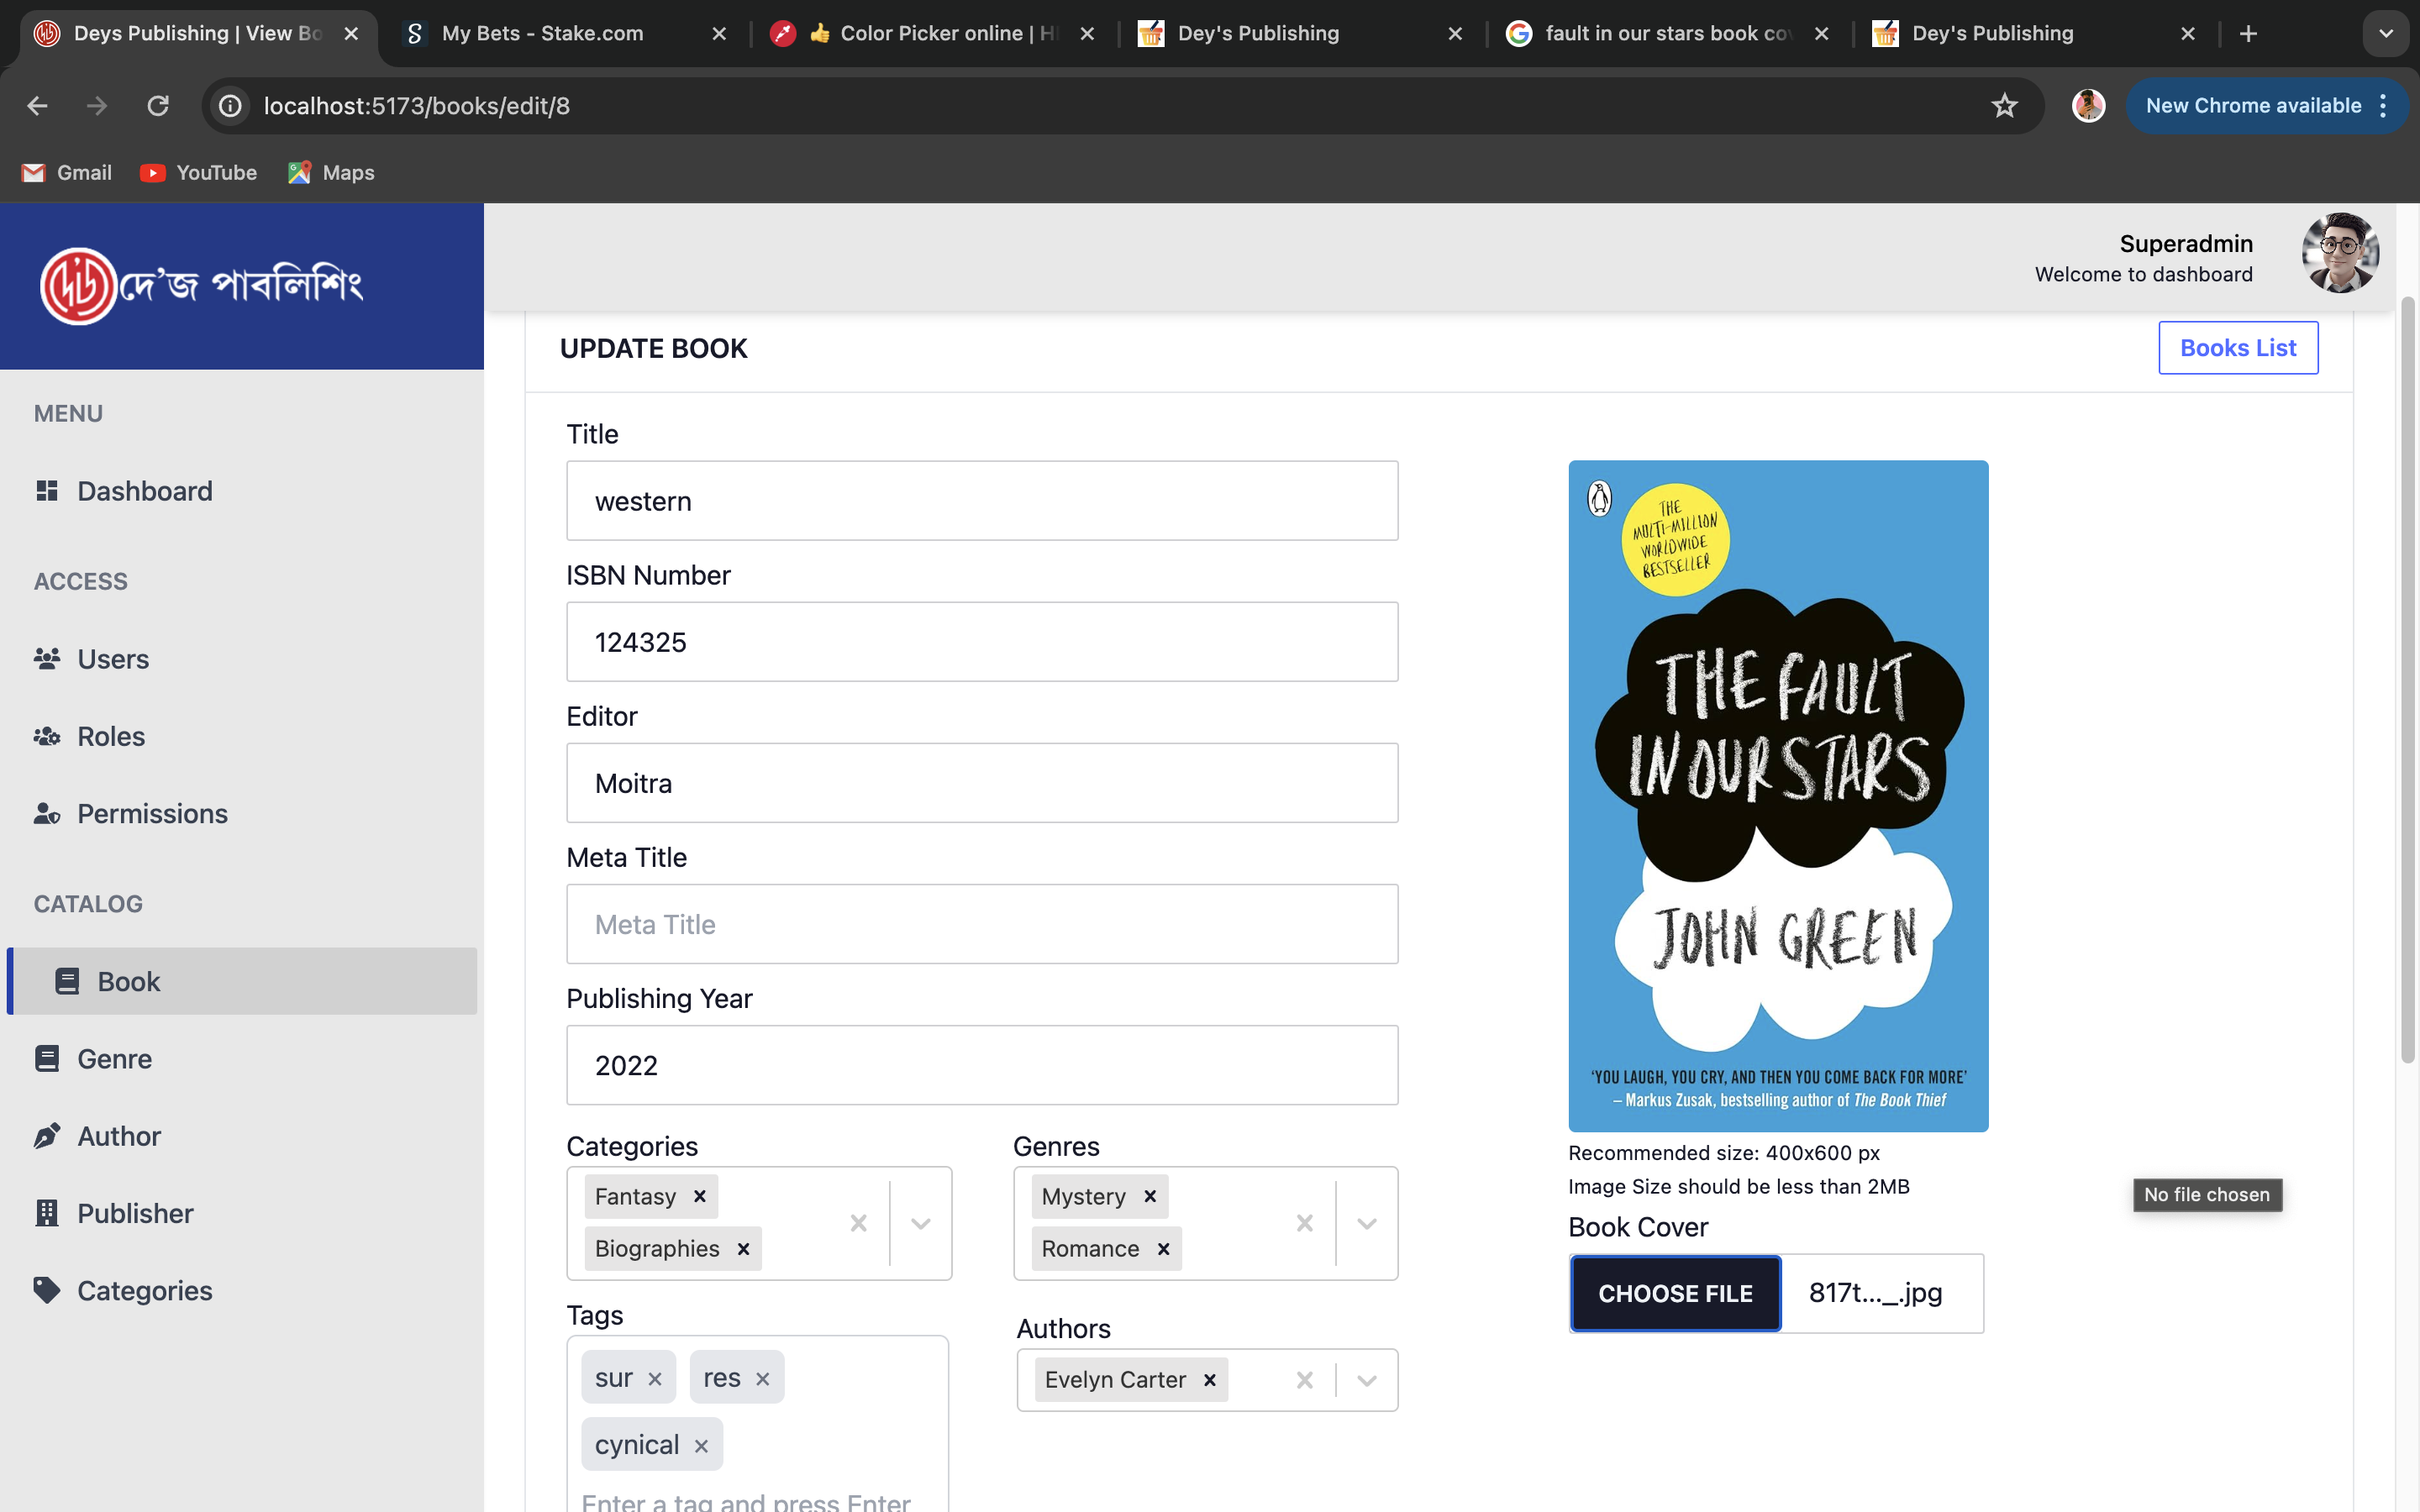 Deys Publishing | View Bo
My Bets - Stake.com
👍 Color Picker online | H
Dey's Publishing
fault in our stars book co
Dey's Publishing
localhost:5173/books/edit/8
New Chrome available
Gmail
YouTube
Maps
দে'জ পাবলিশিং
Superadmin
Welcome to dashboard
MENU
Dashboard
ACCESS
Users
Roles
Permissions
CATALOG
Book
Genre
Author
Publisher
Categories
UPDATE BOOK
Books List
Title
western
ISBN Number
124325
Editor
Moitra
Meta Title
Meta Title
Publishing Year
2022
Categories
Fantasy
Biographies
Genres
Mystery
Romance
Tags
sur
res
cynical
Enter a tag and press Enter
Authors
Evelyn Carter
THE
MULTI-MILLION
WORLDWIDE
BESTSELLER
THE FAULT
IN OUR STARS
JOHN GREEN
‘YOU LAUGH, YOU CRY, AND THEN YOU COME BACK FOR MORE’
– Markus Zusak, bestselling author of The Book Thief
Recommended size: 400x600 px
Image Size should be less than 2MB
No file chosen
Book Cover
CHOOSE FILE
817t..._.jpg